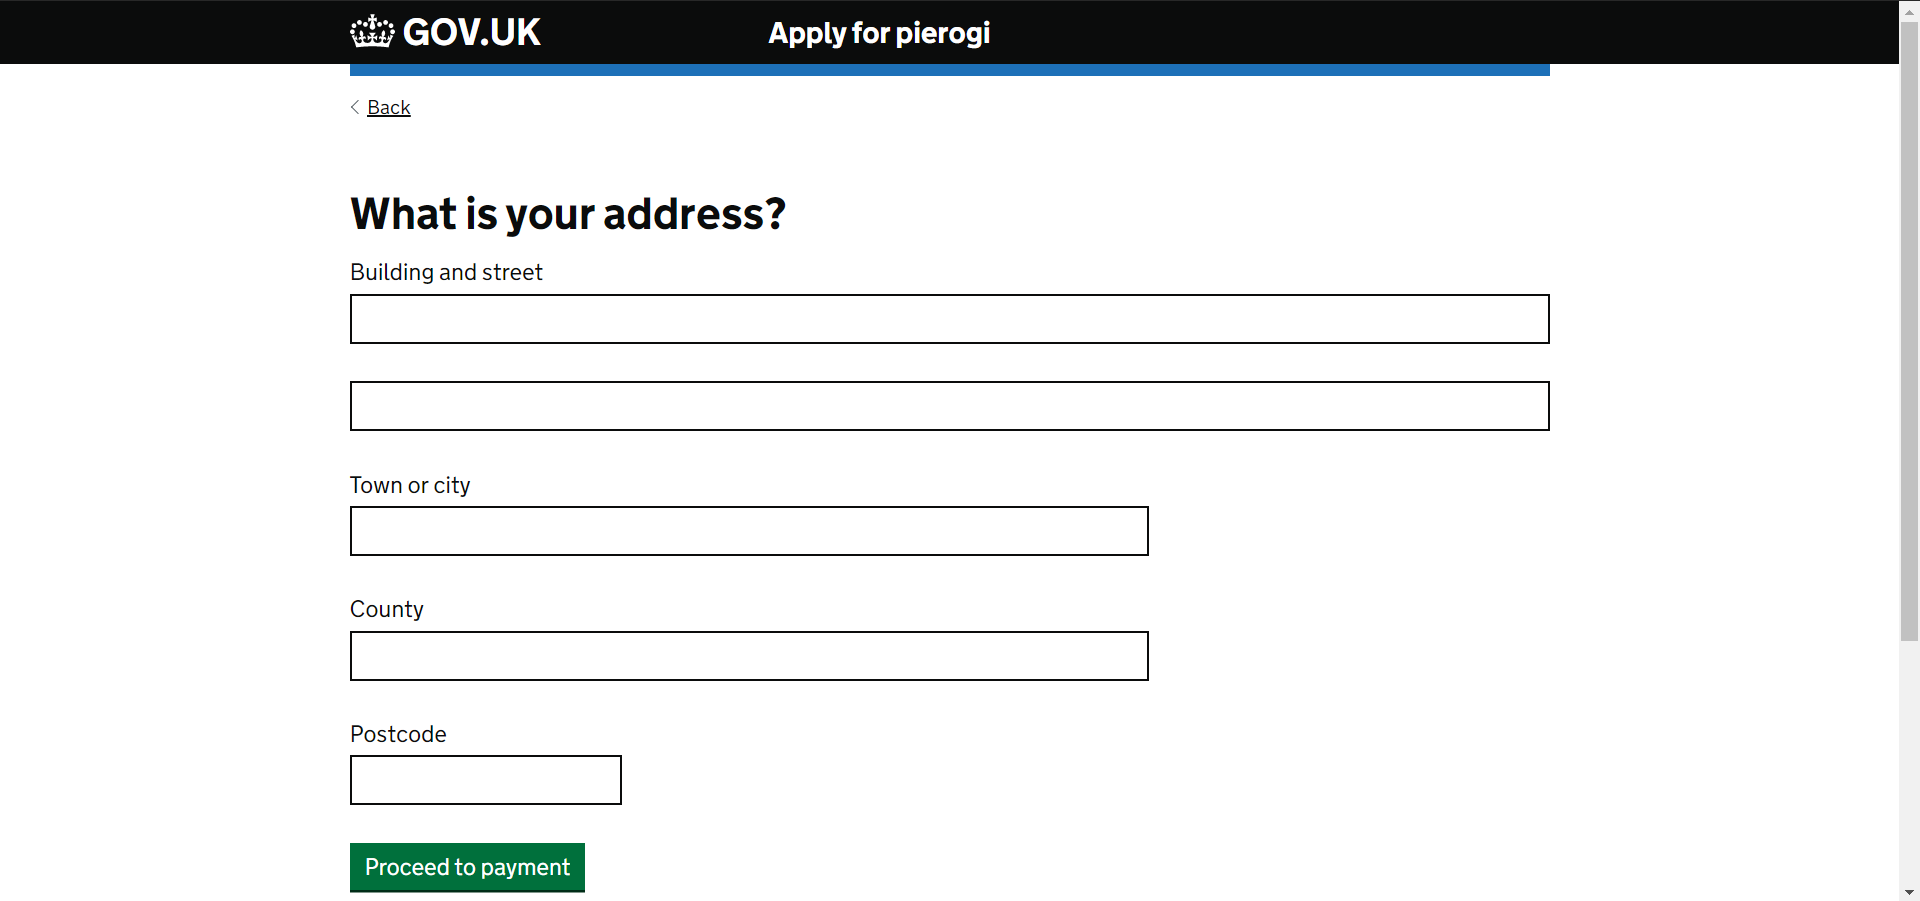 GOV.UK Apply for pierogi
Back
What is your address?
Building and street
Town or city
County
Postcode
Proceed to payment